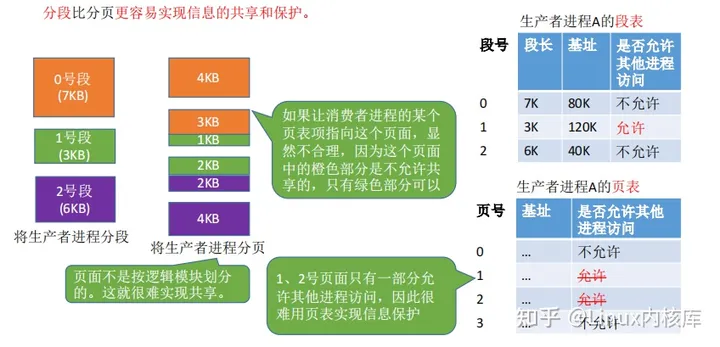 分段比分页更容易实现信息的共享和保护。
0号段
(7KB)
1号段
(3KB)
2号段
(6KB)
将生产者进程分段
4KB
3KB
1KB
2KB
2KB
4KB
将生产者进程分页
如果让消费者进程的某个
页表项指向这个页面，显
然不合理，因为这个页面
中的橙色部分是不允许共
享的，只有绿色部分可以
页面不是按逻辑模块划分
的。这就很难实现共享。
1、2号页面只有一部分允
许其他进程访问，因此很
难用页表实现信息保护
生产者进程A的段表
段号 段长 基址 是否允许
其他进程
访问
0 7K 80K 不允许
1 3K 120K 允许
2 6K 40K 不允许
生产者进程A的页表
页号 基址 是否允许其他
进程访问
0 ... 不允许
1 ... 允许
2 ... 允许
3 ... 不允许
知乎 @Linux内核库